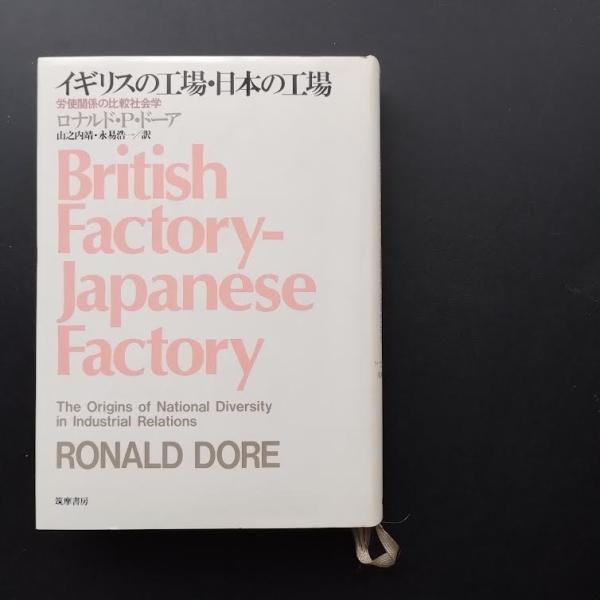 イギリスの工場・日本の工場
労使関係の比較社会学
ロナルド・P・ドーア
山之内靖・永易浩一／訳
British
Factory-
Japanese
Factory
The Origins of National Diversity
in Industrial Relations
RONALD DORE
筑摩書房